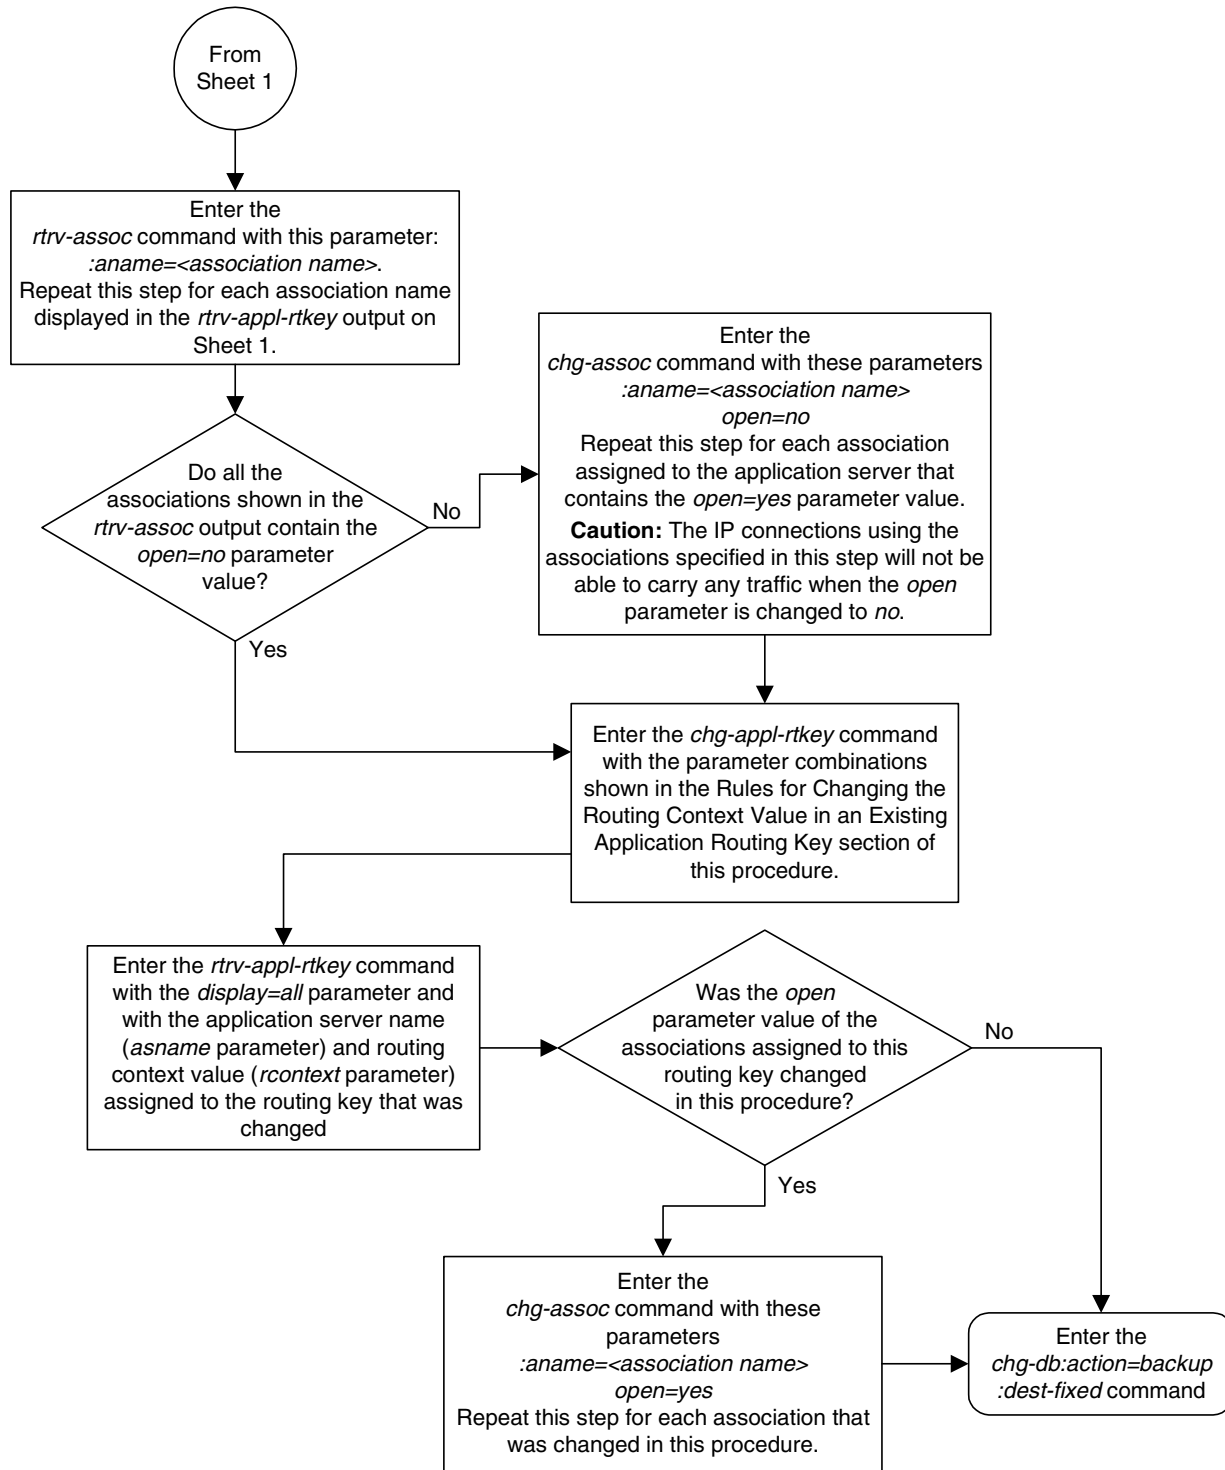 From
Sheet 1
Enter the
rtrv-assoc command with this parameter:
:aname=<association name>.
Repeat this step for each association name
displayed in the rtrv-appl-rtkey output on
Sheet 1.
Do all the
associations shown in the
rtrv-assoc output contain the
open=no parameter
value?
No
Yes
Enter the
chg-assoc command with these parameters
:aname=<association name>
open=no
Repeat this step for each association
assigned to the application server that
contains the open=yes parameter value.
Caution: The IP connections using the
associations specified in this step will not be
able to carry any traffic when the open
parameter is changed to no.
Enter the chg-appl-rtkey command
with the parameter combinations
shown in the Rules for Changing the
Routing Context Value in an Existing
Application Routing Key section of
this procedure.
Enter the rtrv-appl-rtkey command
with the display=all parameter and
with the application server name
(asname parameter) and routing
context value (rcontext parameter)
assigned to the routing key that was
changed
Was the open
parameter value of the
associations assigned to this
routing key changed
in this procedure?
No
Yes
Enter the
chg-assoc command with these
parameters
:aname=<association name>
open=yes
Repeat this step for each association that
was changed in this procedure.
Enter the
chg-db:action=backup
:dest-fixed command